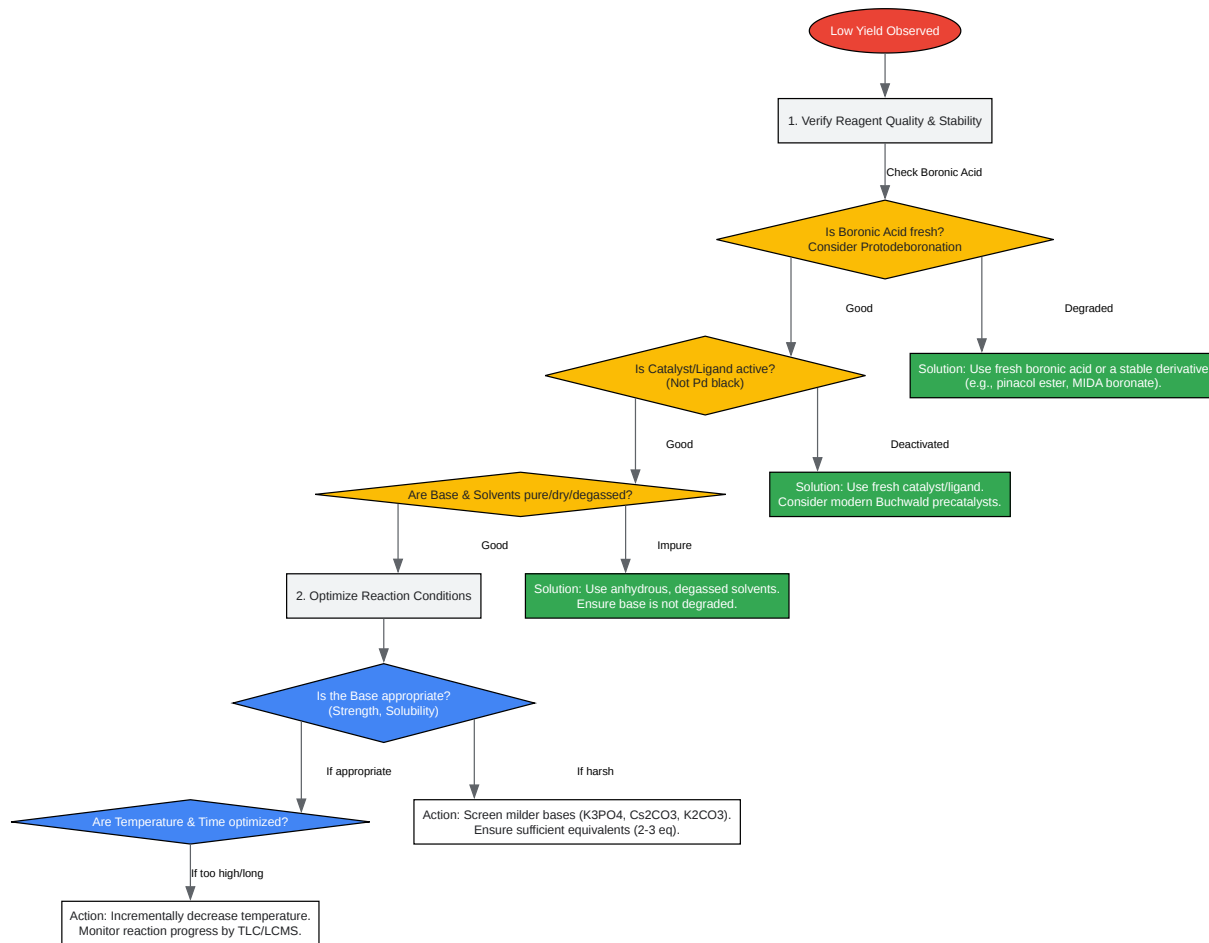 Low Yield Observed
1. Verify Reagent Quality & Stability
Check Boronic Acid
Is Boronic Acid fresh?
Consider Protodeboronation
Good
Degraded
Is Catalyst/Ligand active?
(Not Pd black)
Solution: Use fresh boronic acid or a stable derivative
(e.g., pinacol ester, MIDA boronate).
Good
Deactivated
Are Base & Solvents pure/dry/degassed?
Solution: Use fresh catalyst/ligand.
Consider modern Buchwald precatalysts.
Good
Impure
2. Optimize Reaction Conditions
Solution: Use anhydrous, degassed solvents.
Ensure base is not degraded.
Is the Base appropriate?
(Strength, Solubility)
If appropriate
If harsh
Are Temperature & Time optimized?
Action: Screen milder bases (K3PO4, Cs2CO3, K2CO3).
Ensure sufficient equivalents (2-3 eq).
If too high/long
Action: Incrementally decrease temperature.
Monitor reaction progress by TLC/LCMS.